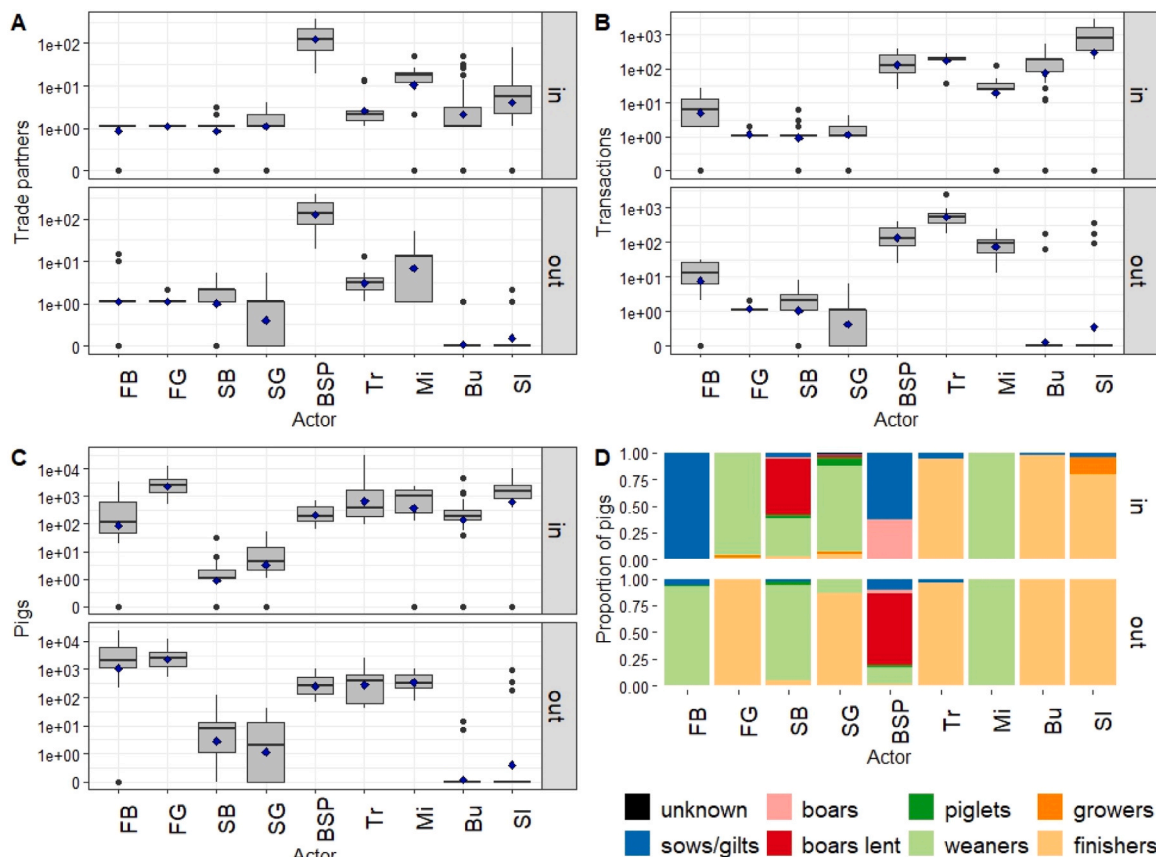 A
Trade partners
1e+02
1e+01
1e+00
0
in
1e+02
1e+01
1e+00
0
out
FB FG SB SG BSP Tr Mi Bu Sl
Actor
B
Transactions
1e+03
1e+02
1e+01
1e+00
0
in
1e+03
1e+02
1e+01
1e+00
0
out
FB FG SB SG BSP Tr Mi Bu Sl
Actor
C
Pigs
1e+04
1e+03
1e+02
1e+01
1e+00
0
in
1e+04
1e+03
1e+02
1e+01
1e+00
0
out
FB FG SB SG BSP Tr Mi Bu Sl
Actor
D
Proportion of pigs
1.00
0.75
0.50
0.25
0.00
in
1.00
0.75
0.50
0.25
0.00
out
FB FG SB SG BSP Tr Mi Bu Sl
Actor
unknown boars piglets growers
sows/gilts boars lent weaners finishers